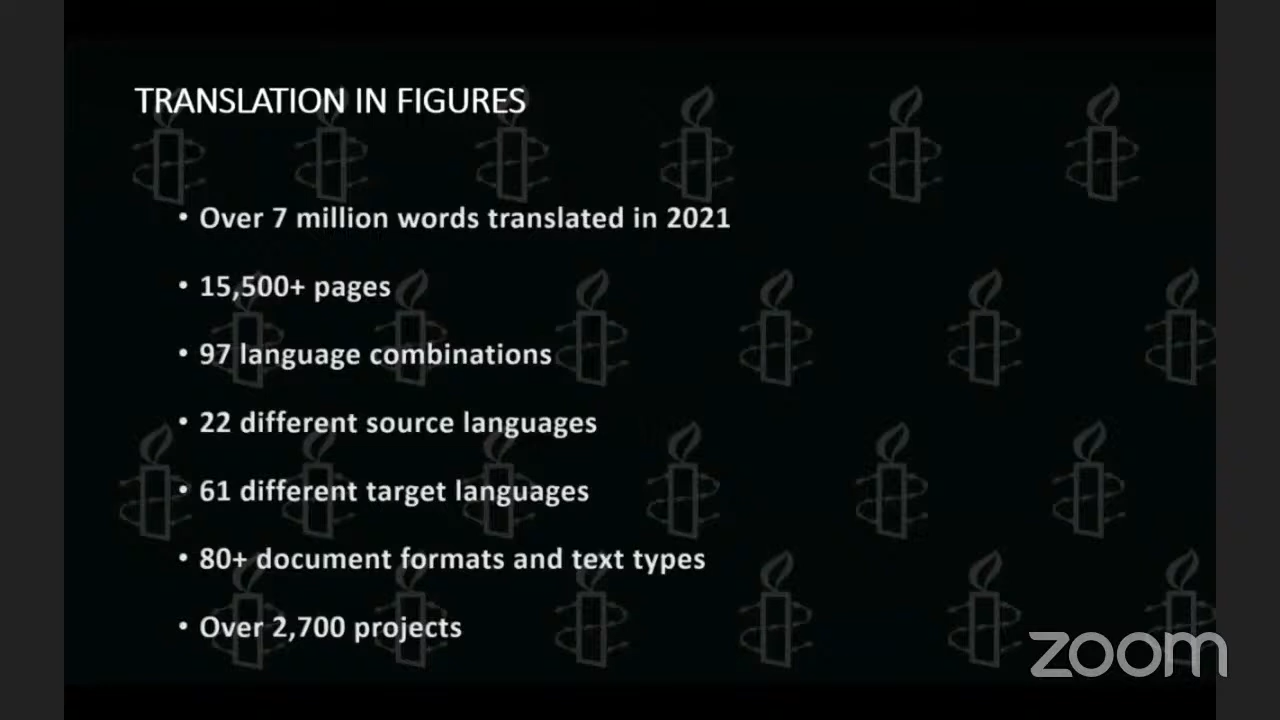 TRANSLATION IN FIGURES
• Over 7 million words translated in 2021
• 15,500+ pages
• 97 language combinations
• 22 different source languages
• 61 different target languages
• 80+ document formats and text types
• Over 2,700 projects
zoom